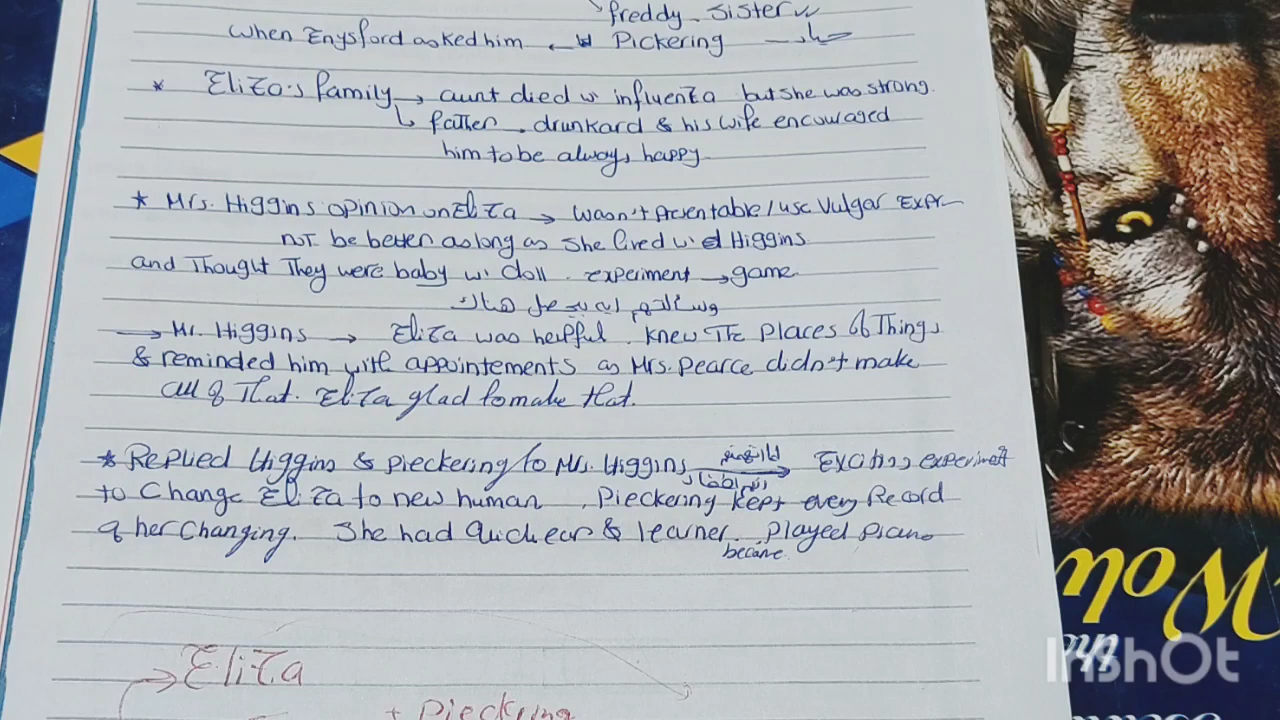 freddy. sister
when Enysford asked him ← Pickering
* Eliza's family → aunt died w influenza but she was strong.
↳ father. drunkard & his wife encouraged
him to be always happy
* Mrs. Higgins opinion on Eliza → wasn't presentable / use Vulgar Expr
not be better as long as she lived w Higgins
and Thought They were baby w doll. experiment → game
→ Mr. Higgins → Eliza was helpful. Knew The Places of Things
& reminded him with appointements as Mrs. Pearce didn't make
all of That. Eliza glad to make that.
* Replied Higgins & Pieckering to Mrs. Higgins → Exciting experiment
to Change Eliza to new human. Pieckering kept every Record
of her Changing. She had Quick ear & learner. Played piano
became
→ Eliza
+ Pieckering
Wol
InshOt